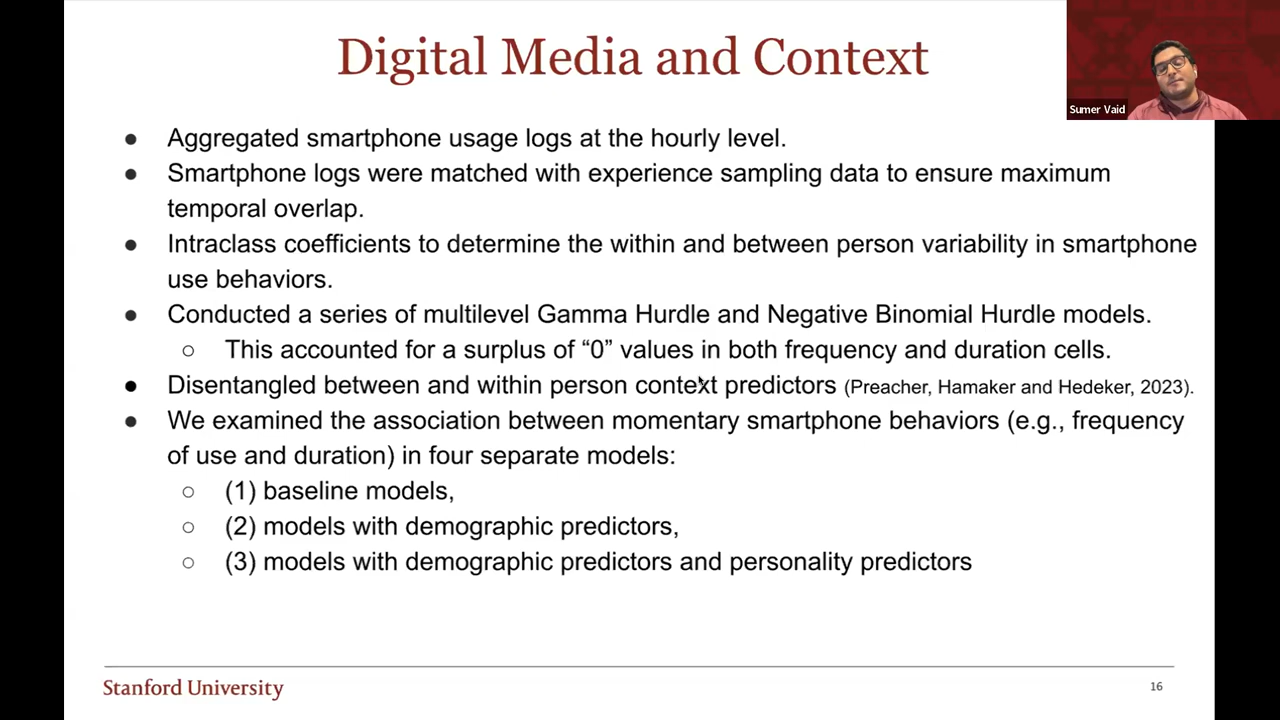 Digital Media and Context
Sumer Vaid
● Aggregated smartphone usage logs at the hourly level.
● Smartphone logs were matched with experience sampling data to ensure maximum
temporal overlap.
● Intraclass coefficients to determine the within and between person variability in smartphone
use behaviors.
● Conducted a series of multilevel Gamma Hurdle and Negative Binomial Hurdle models.
○ This accounted for a surplus of “0” values in both frequency and duration cells.
● Disentangled between and within person context predictors (Preacher, Hamaker and Hedeker, 2023).
● We examined the association between momentary smartphone behaviors (e.g., frequency
of use and duration) in four separate models:
○ (1) baseline models,
○ (2) models with demographic predictors,
○ (3) models with demographic predictors and personality predictors
Stanford University
16